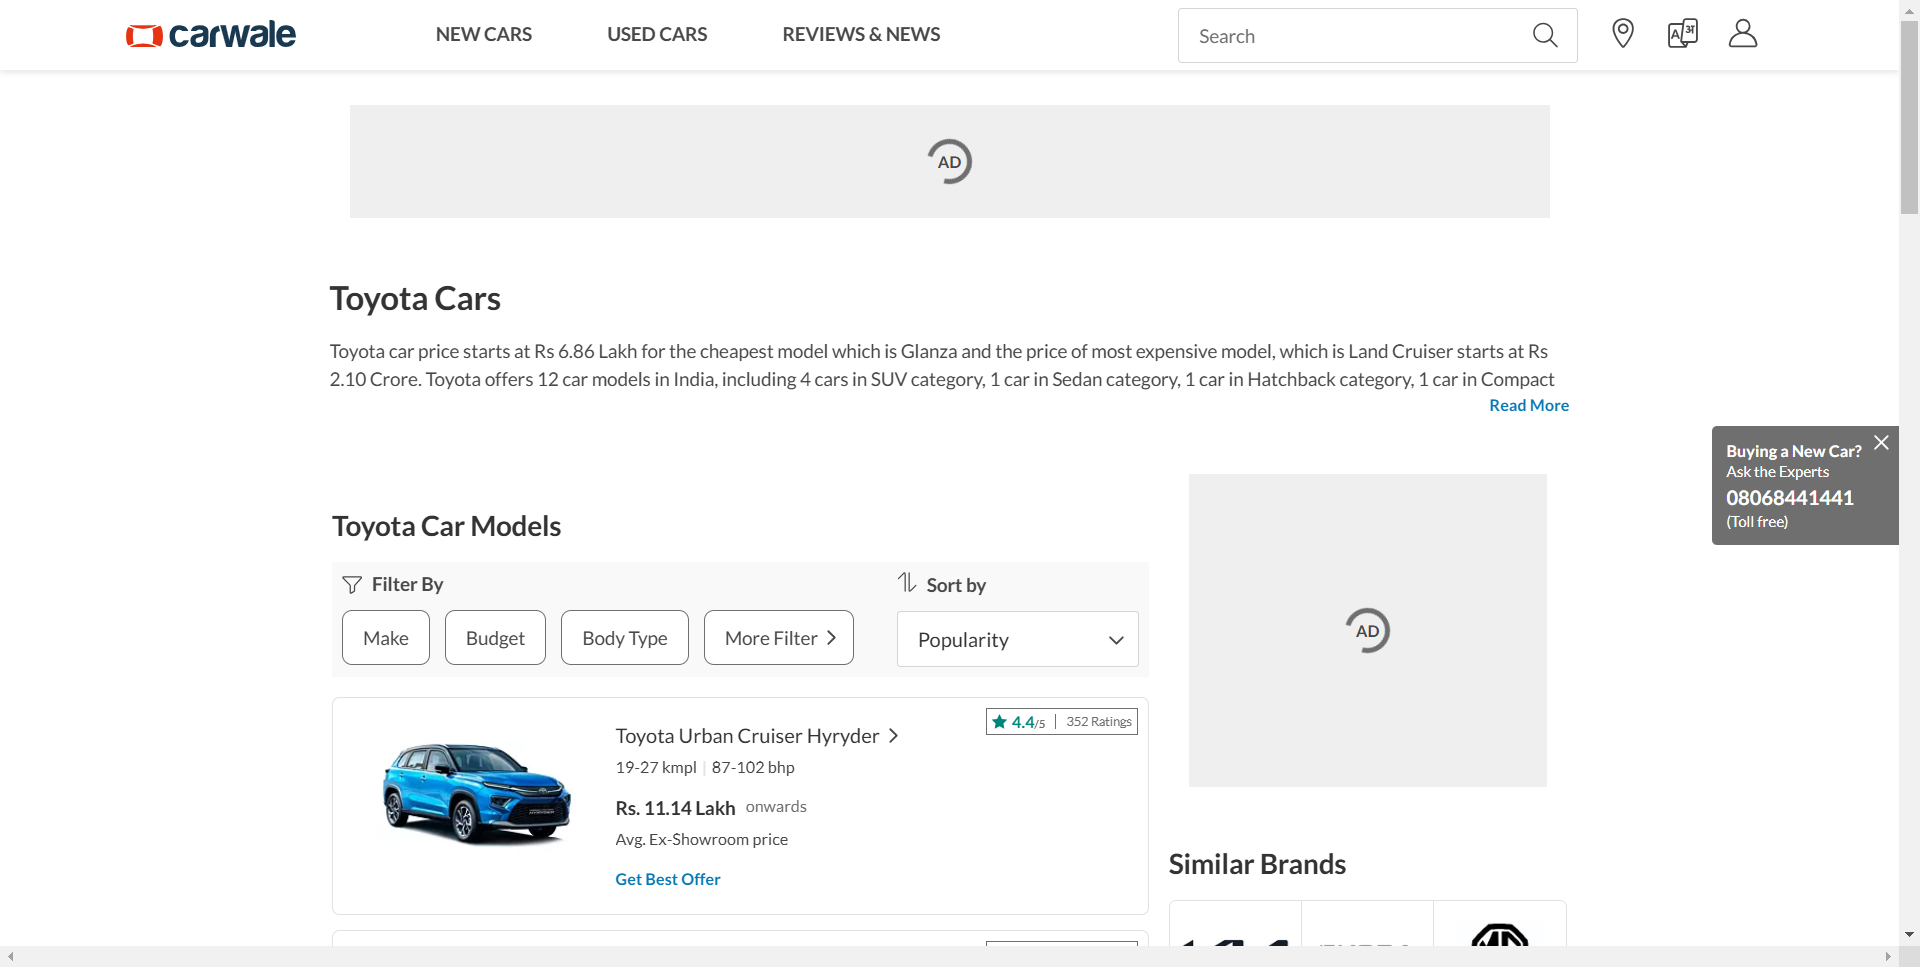 carwale
NEW CARS
USED CARS
REVIEWS & NEWS
Search
A अ
AD
Toyota Cars
Toyota car price starts at Rs 6.86 Lakh for the cheapest model which is Glanza and the price of most expensive model, which is Land Cruiser starts at Rs
2.10 Crore. Toyota offers 12 car models in India, including 4 cars in SUV category, 1 car in Sedan category, 1 car in Hatchback category, 1 car in Compact
Read More
Buying a New Car?
Ask the Experts
08068441441
(Toll free)
Toyota Car Models
Filter By
Sort by
Make
Budget
Body Type
More Filter
Popularity
AD
4.4/5 | 352 Ratings
Toyota Urban Cruiser Hyryder
19-27 kmpl | 87-102 bhp
Rs. 11.14 Lakh onwards
Avg. Ex-Showroom price
Get Best Offer
Similar Brands